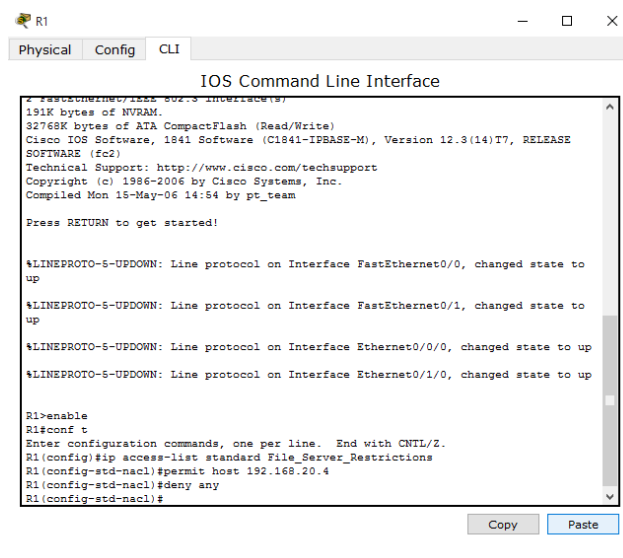 R1
Physical Config CLI
IOS Command Line Interface
2 FastEthernet/IEEE 802.3 interface(s)
191K bytes of NVRAM.
32768K bytes of ATA CompactFlash (Read/Write)
Cisco IOS Software, 1841 Software (C1841-IPBASE-M), Version 12.3(14)T7, RELEASE
SOFTWARE (fc2)
Technical Support: http://www.cisco.com/techsupport
Copyright (c) 1986-2006 by Cisco Systems, Inc.
Compiled Mon 15-May-06 14:54 by pt_team
Press RETURN to get started!
%LINEPROTO-5-UPDOWN: Line protocol on Interface FastEthernet0/0, changed state to
up
%LINEPROTO-5-UPDOWN: Line protocol on Interface FastEthernet0/1, changed state to
up
%LINEPROTO-5-UPDOWN: Line protocol on Interface Ethernet0/0/0, changed state to up
%LINEPROTO-5-UPDOWN: Line protocol on Interface Ethernet0/1/0, changed state to up
R1>enable
R1#conf t
Enter configuration commands, one per line.  End with CNTL/Z.
R1(config)#ip access-list standard File_Server_Restrictions
R1(config-std-nacl)#permit host 192.168.20.4
R1(config-std-nacl)#deny any
R1(config-std-nacl)#
Copy Paste